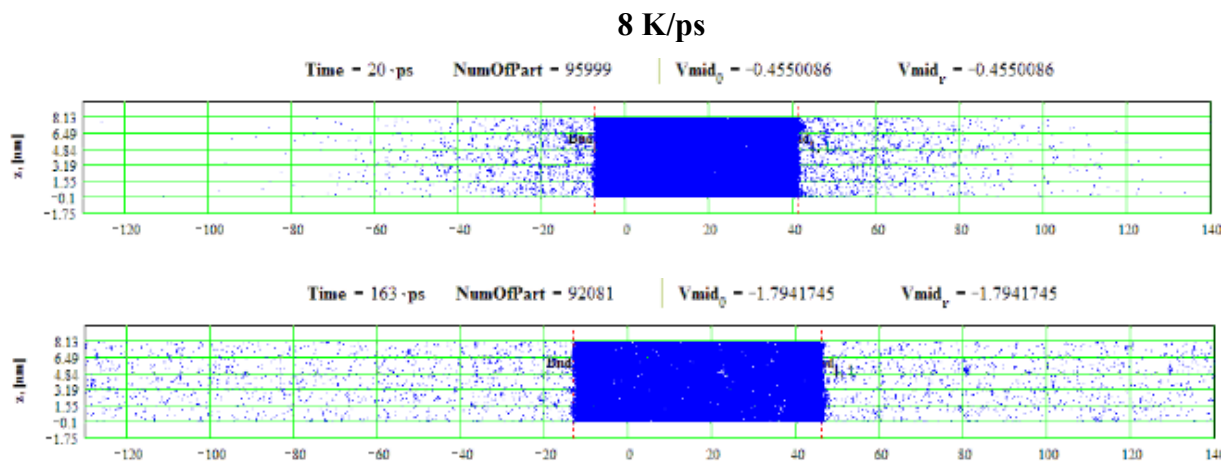 8 K/ps
Time = 20 ·ps NumOfPart = 95999 Vmid0 = −0.4550086 Vmidr = −0.4550086
z, [nm]
8.13
6.49
4.84
3.19
1.55
−0.1
−1.75
Bnd
−120 −100 −80 −60 −40 −20 0 20 40 60 80 100 120 140
Time = 163 ·ps NumOfPart = 92081 Vmid0 = −1.7941745 Vmidr = −1.7941745
z, [nm]
8.13
6.49
4.84
3.19
1.55
−0.1
−1.75
Bnd
−120 −100 −80 −60 −40 −20 0 20 40 60 80 100 120 140